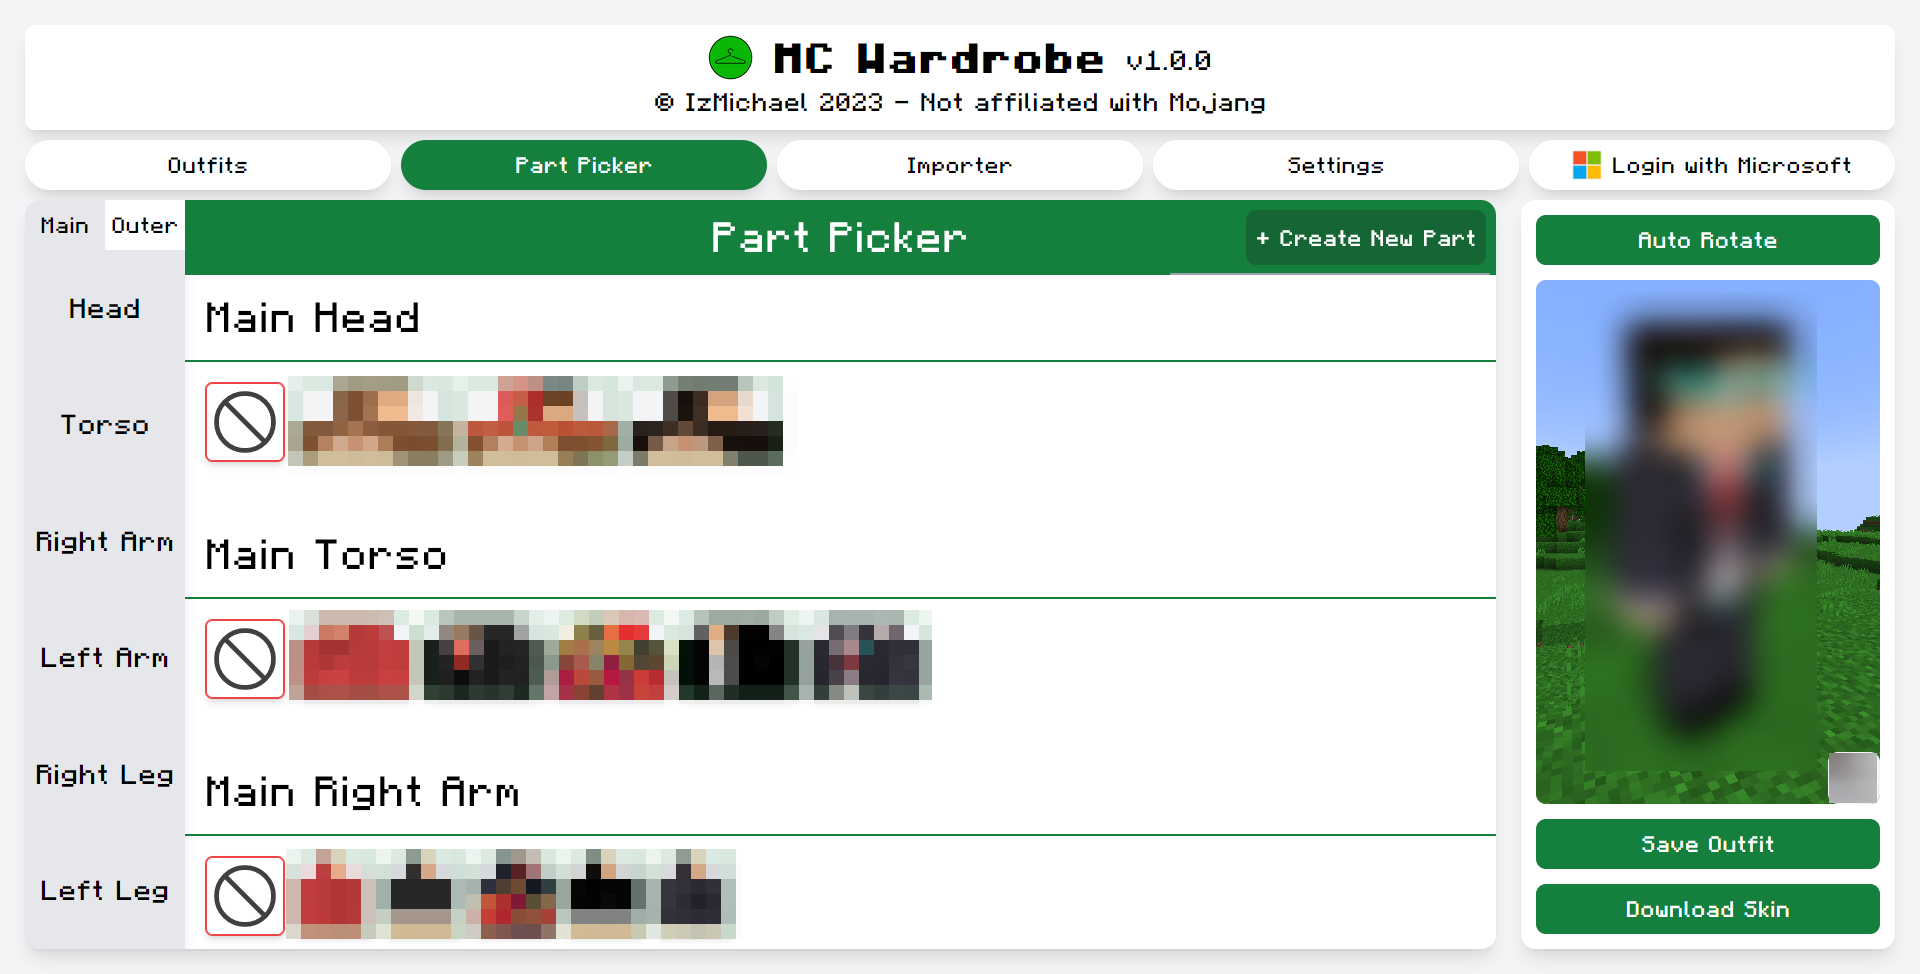 MC Wardrobe v1.0.0
© IzMichael 2023 - Not affiliated with Mojang
Outfits
Part Picker
Importer
Settings
Login with Microsoft
Main
Outer
Head
Torso
Right Arm
Left Arm
Right Leg
Left Leg
Part Picker
+ Create New Part
Main Head
Main Torso
Main Right Arm
Auto Rotate
Save Outfit
Download Skin